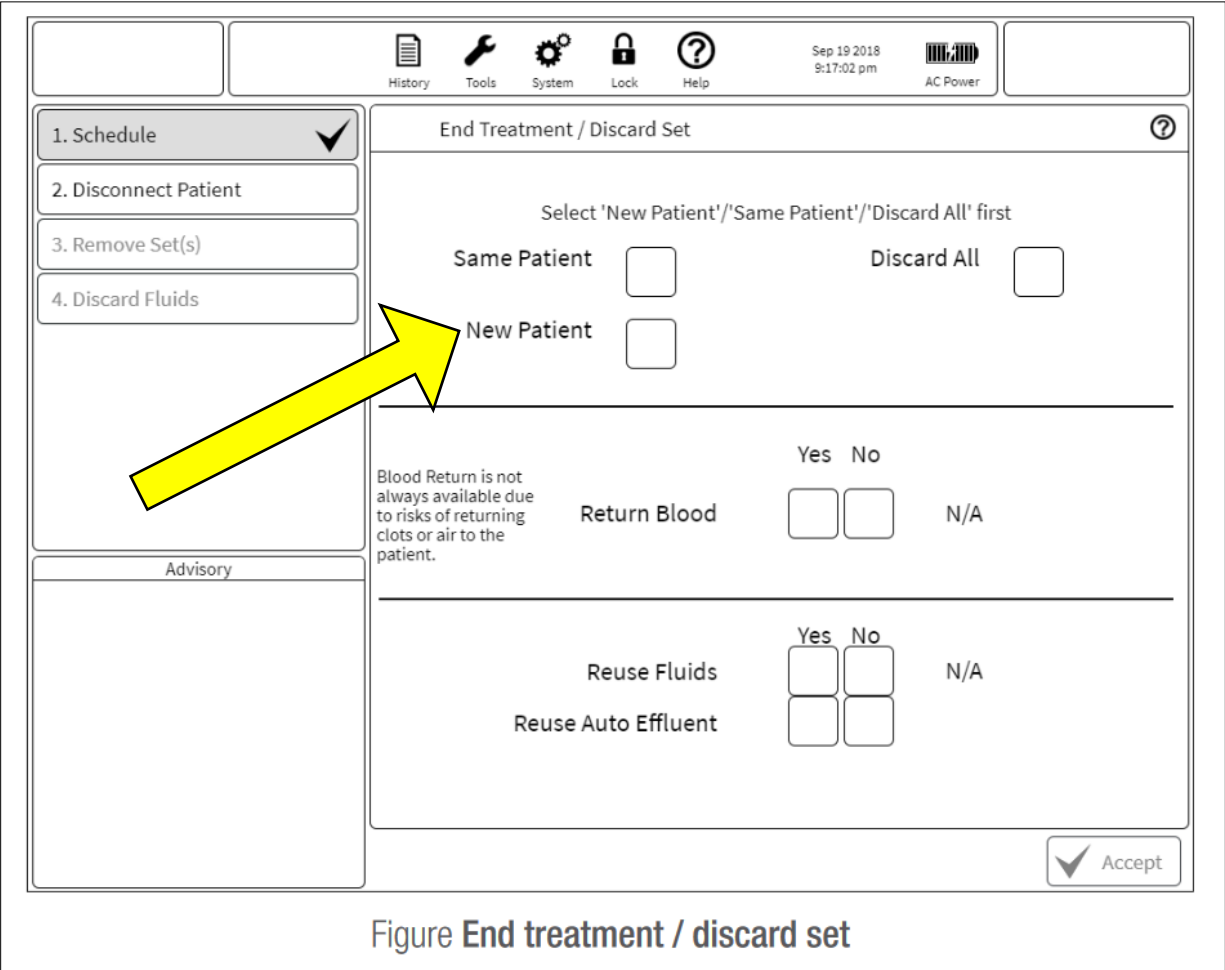 History
Tools
System
Lock
Help
Sep 19 2018
9:17:02 pm
AC Power
1. Schedule
2. Disconnect Patient
3. Remove Set(s)
4. Discard Fluids
Advisory
End Treatment / Discard Set
Select 'New Patient'/'Same Patient'/'Discard All' first
Same Patient
Discard All
New Patient
Yes No
Blood Return is not
always available due
to risks of returning
clots or air to the
patient.
Return Blood
N/A
Yes No
Reuse Fluids
N/A
Reuse Auto Effluent
Accept
Figure End treatment / discard set